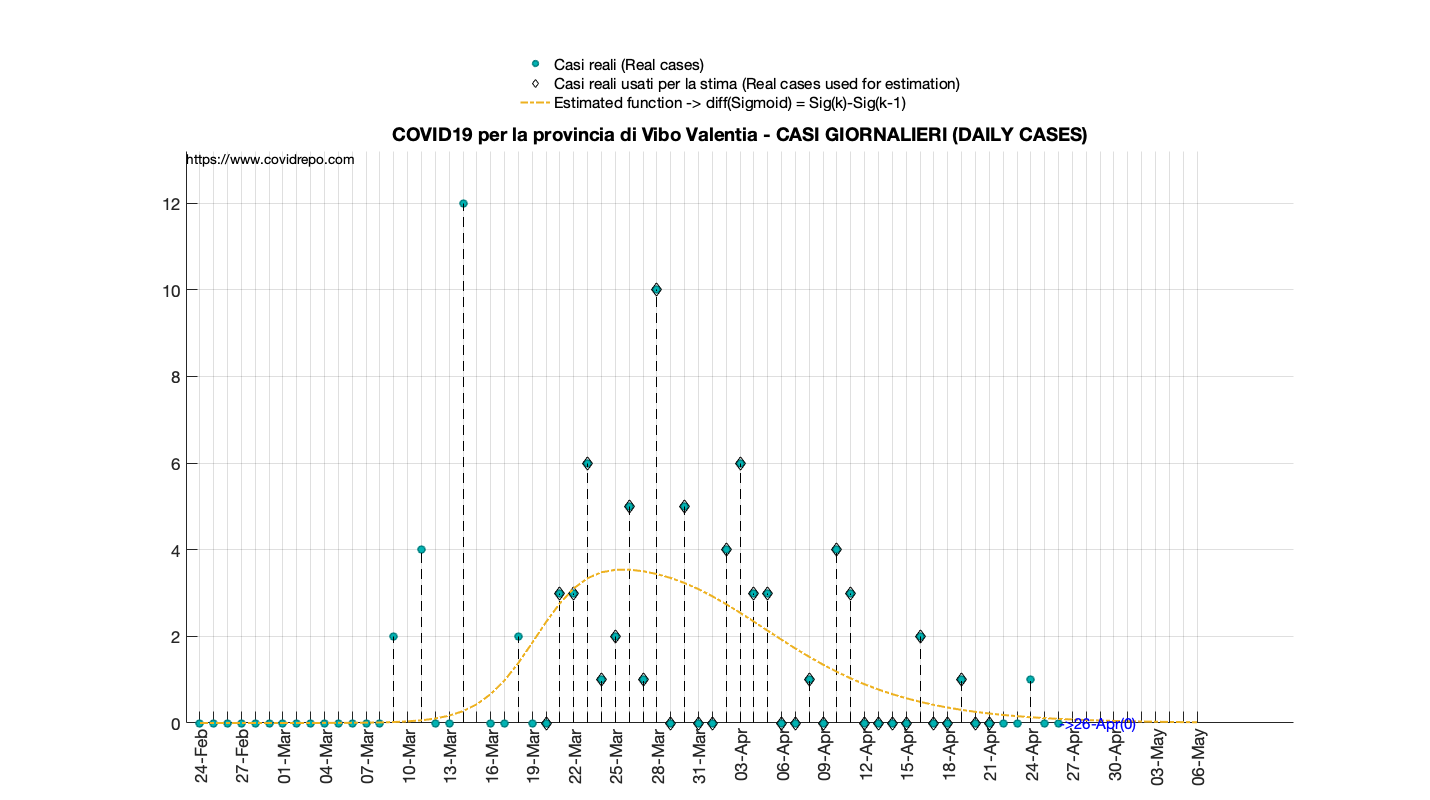 Casi reali (Real cases)
Casi reali usati per la stima (Real cases used for estimation)
Estimated function -> diff(Sigmoid) = Sig(k)-Sig(k-1)
COVID19 per la provincia di Vibo Valentia - CASI GIORNALIERI (DAILY CASES)
https://www.covidrepo.com
12
10
8
6
4
2
0
->26-Apr(0)
24-Feb
27-Feb
01-Mar
04-Mar
07-Mar
10-Mar
13-Mar
16-Mar
19-Mar
22-Mar
25-Mar
28-Mar
31-Mar
03-Apr
06-Apr
09-Apr
12-Apr
15-Apr
18-Apr
21-Apr
24-Apr
27-Apr
30-Apr
03-May
06-May